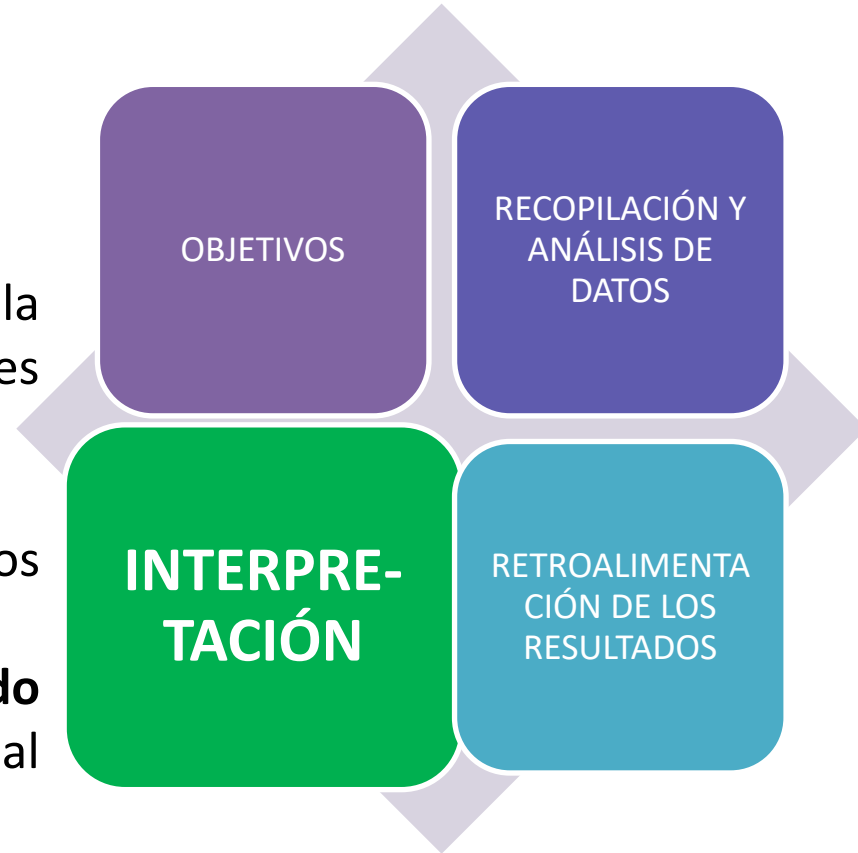 OBJETIVOS
RECOPILACIÓN Y
ANÁLISIS DE
DATOS
la
es
os
do
al
INTERPRE-
TACIÓN
RETROALIMENTA
CIÓN DE LOS
RESULTADOS